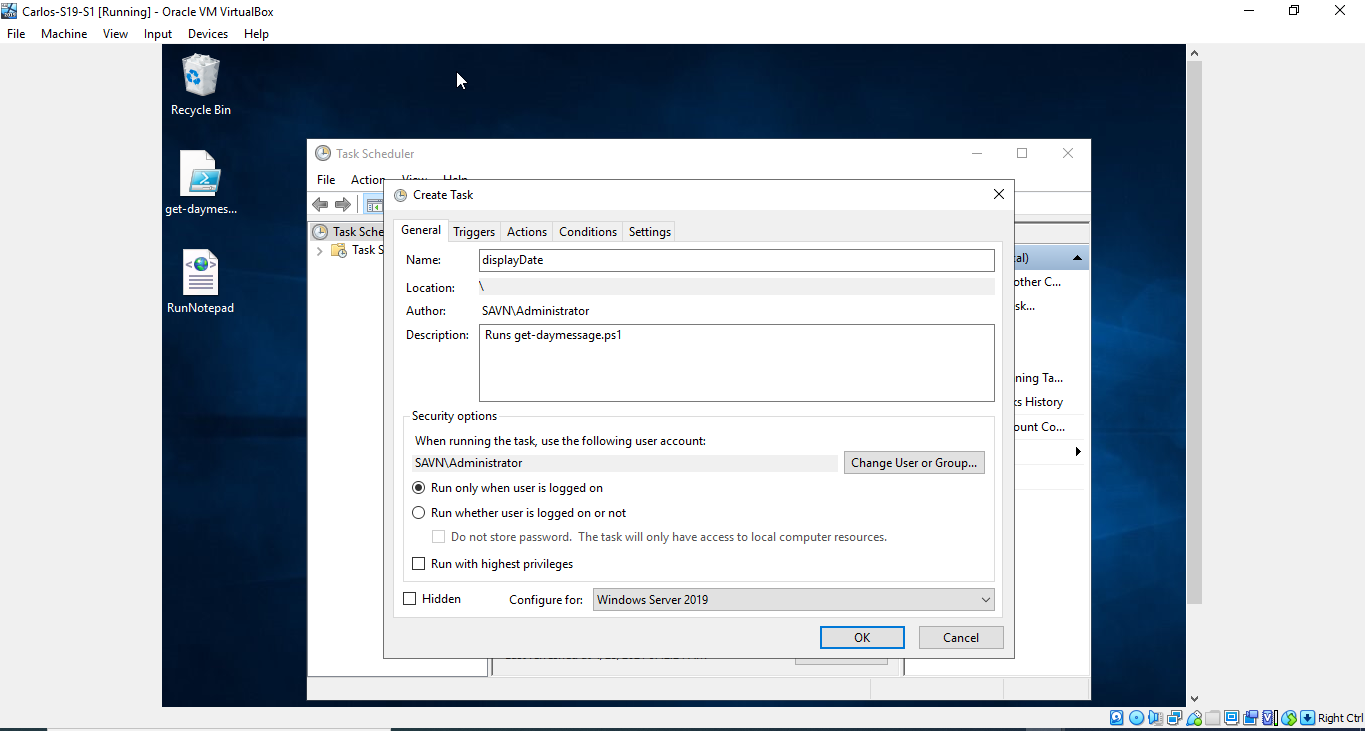 Carlos-S19-S1 [Running] - Oracle VM VirtualBox
File Machine View Input Devices Help
Recycle Bin
get-daymes...
RunNotepad
Task Scheduler
File Action View Help
Create Task
Task Sche
Task S
General Triggers Actions Conditions Settings
Name: displayDate
Location: \
Author: SAVN\Administrator
Description: Runs get-daymessage.ps1
Security options
When running the task, use the following user account:
SAVN\Administrator Change User or Group...
Run only when user is logged on
Run whether user is logged on or not
Do not store password. The task will only have access to local computer resources.
Run with highest privileges
Hidden Configure for: Windows Server 2019
OK Cancel
cal)
other C...
sk...
ning Ta...
ks History
ount Co...
Right Ctrl